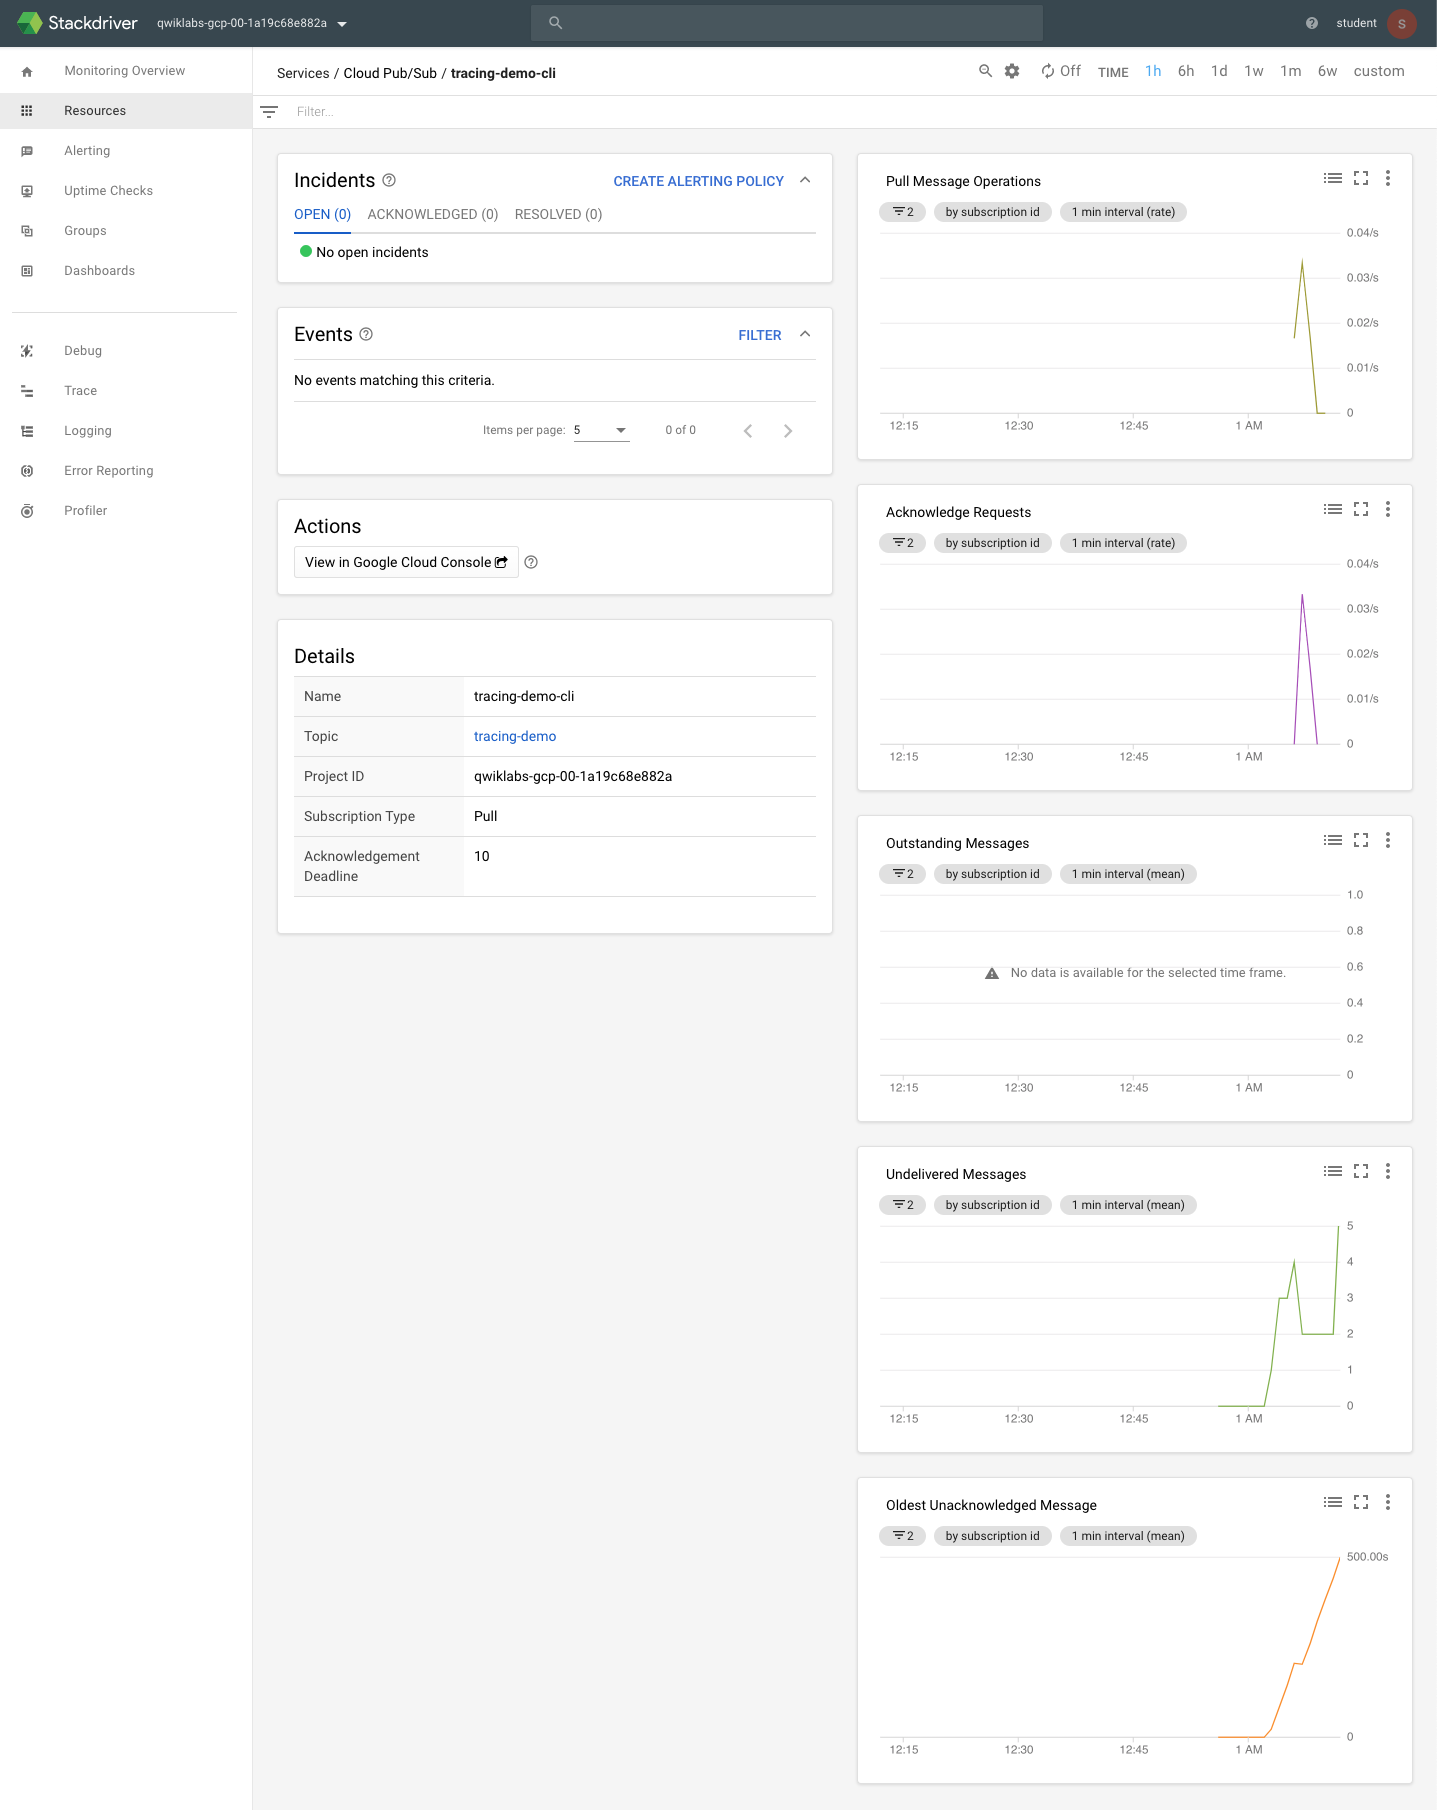 Stackdriver qwiklabs-gcp-00-1a19c68e882a student S
Monitoring Overview
Resources
Alerting
Uptime Checks
Groups
Dashboards
Debug
Trace
Logging
Error Reporting
Profiler
Services / Cloud Pub/Sub / tracing-demo-cli
Off TIME 1h 6h 1d 1w 1m 6w custom
Filter...
Incidents CREATE ALERTING POLICY
OPEN (0) ACKNOWLEDGED (0) RESOLVED (0)
No open incidents
Events FILTER
No events matching this criteria.
Items per page: 5 0 of 0
Actions
View in Google Cloud Console
Details
Name tracing-demo-cli
Topic tracing-demo
Project ID qwiklabs-gcp-00-1a19c68e882a
Subscription Type Pull
Acknowledgement 10
Deadline
Pull Message Operations
2 by subscription id 1 min interval (rate)
0.04/s
0.03/s
0.02/s
0.01/s
0
12:15 12:30 12:45 1 AM
Acknowledge Requests
2 by subscription id 1 min interval (rate)
0.04/s
0.03/s
0.02/s
0.01/s
0
12:15 12:30 12:45 1 AM
Outstanding Messages
2 by subscription id 1 min interval (mean)
1.0
0.8
No data is available for the selected time frame. 0.6
0.4
0.2
0
12:15 12:30 12:45 1 AM
Undelivered Messages
2 by subscription id 1 min interval (mean)
5
4
3
2
1
0
12:15 12:30 12:45 1 AM
Oldest Unacknowledged Message
2 by subscription id 1 min interval (mean)
500.00s
0
12:15 12:30 12:45 1 AM